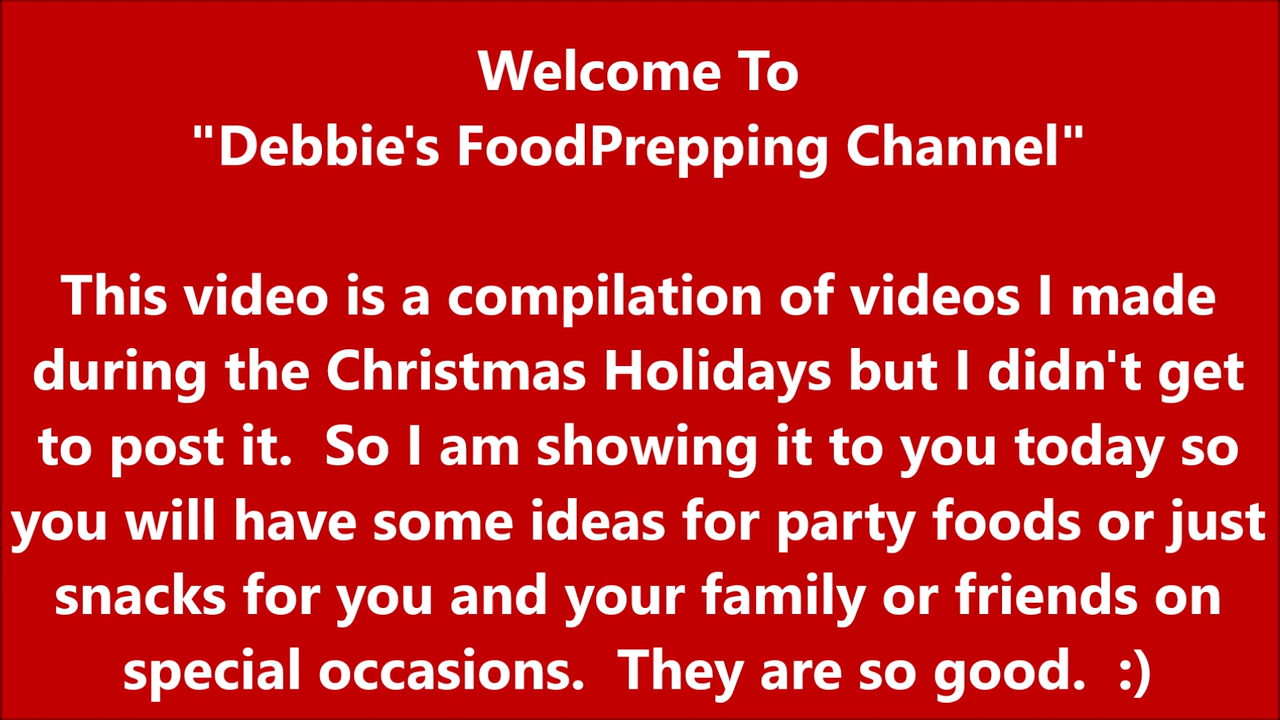 Welcome To
"Debbie's FoodPrepping Channel"
This video is a compilation of videos I made
during the Christmas Holidays but I didn't get
to post it.  So I am showing it to you today so
you will have some ideas for party foods or just
snacks for you and your family or friends on
special occasions.  They are so good.  :)